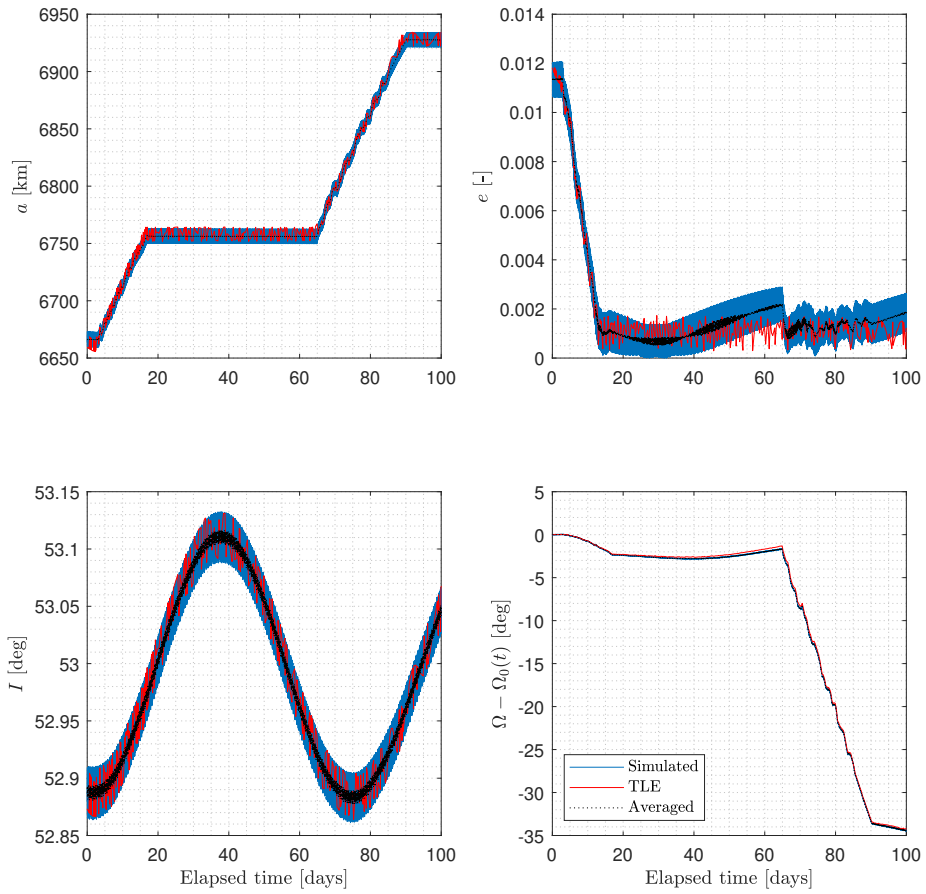 6950
6900
6850
6800
6750
6700
6650
a [km]
0 20 40 60 80 100
0.014
0.012
0.01
0.008
0.006
0.004
0.002
0
e [-]
0 20 40 60 80 100
53.15
53.1
53.05
53
52.95
52.9
52.85
I [deg]
0 20 40 60 80 100
Elapsed time [days]
5
0
-5
-10
-15
-20
-25
-30
-35
Ω − Ω₀(t) [deg]
Simulated
TLE
Averaged
0 20 40 60 80 100
Elapsed time [days]